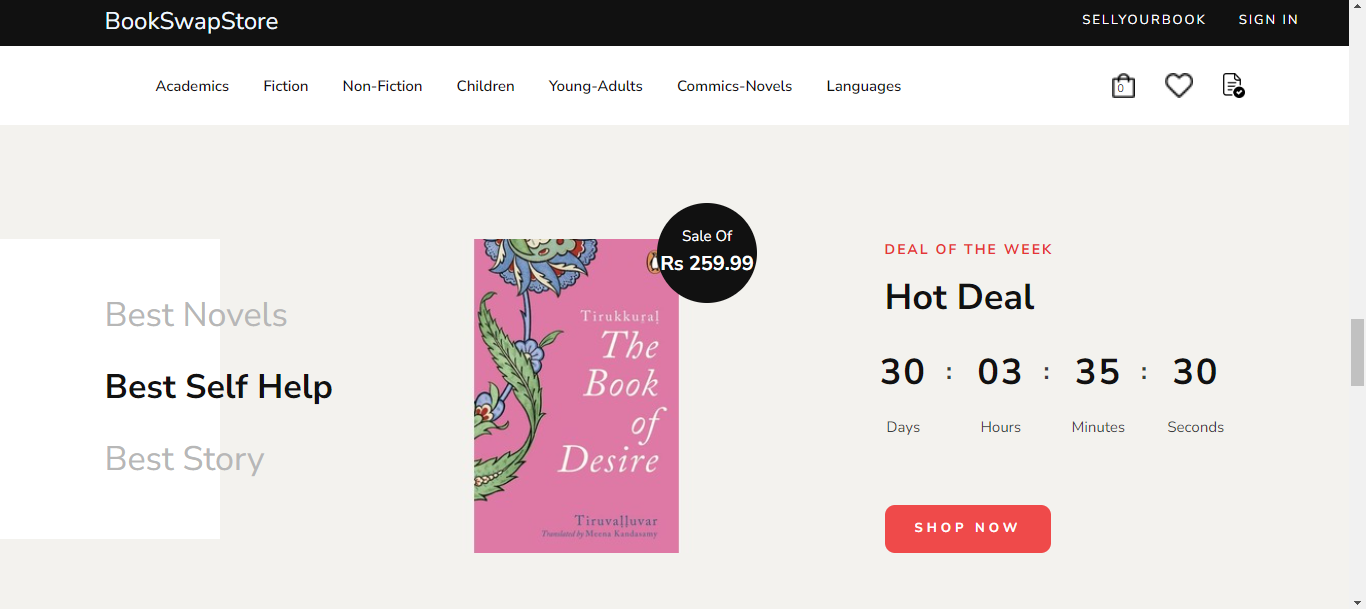 BookSwapStore
SELLYOURBOOK SIGN IN
Academics Fiction Non-Fiction Children Young-Adults Commics-Novels Languages
0
Best Novels
Best Self Help
Best Story
Sale Of
Rs 259.99
Tirukkuṟaḷ
The
Book
of
Desire
Tiruvaḷḷuvar
Translated by Meena Kandasamy
DEAL OF THE WEEK
Hot Deal
30 : 03 : 35 : 30
Days Hours Minutes Seconds
SHOP NOW